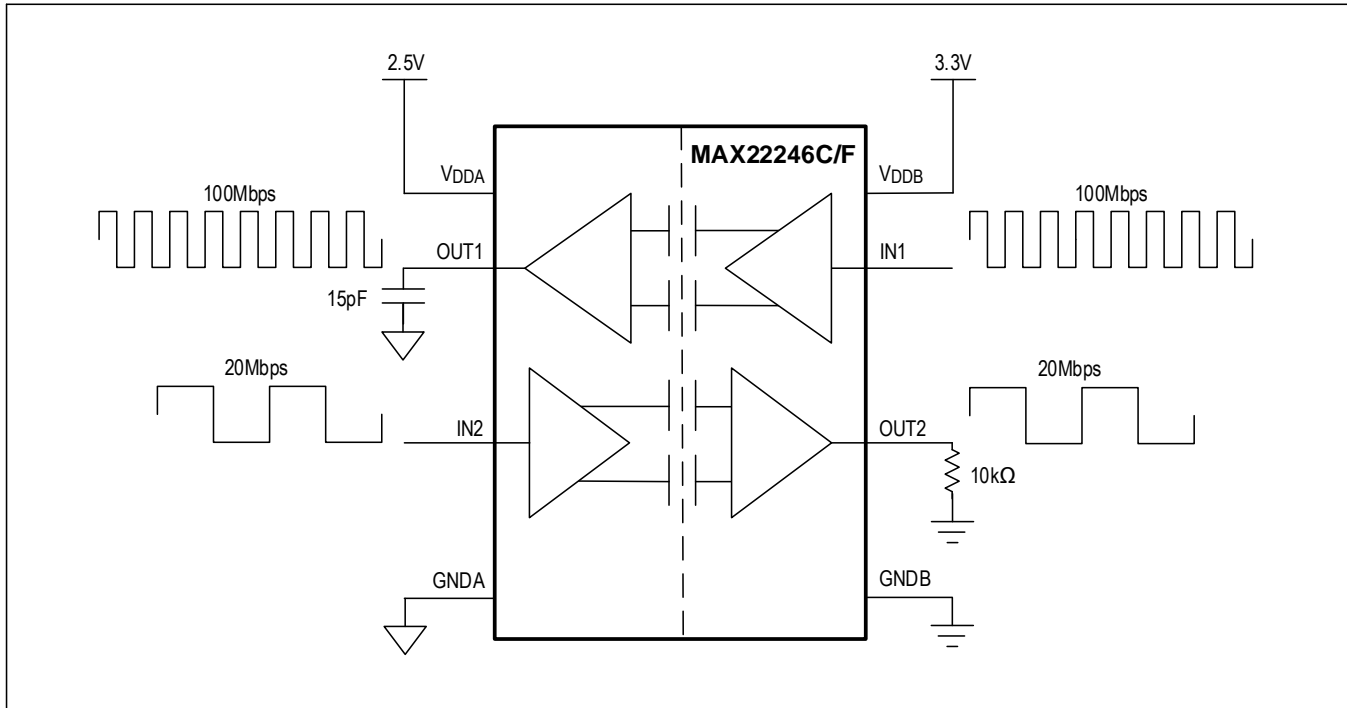 2.5V
3.3V
MAX22246C/F
VDDA
VDDB
100Mbps
100Mbps
OUT1
IN1
15pF
20Mbps
20Mbps
IN2
OUT2
10kΩ
GNDA
GNDB